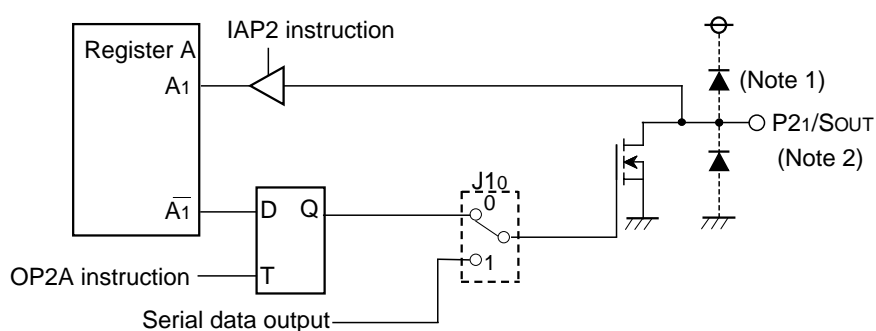 IAP2 instruction
Register A
A1
(Note 1)
P21/SOUT
(Note 2)
A1
D Q
T
J10
0
1
OP2A instruction
Serial data output